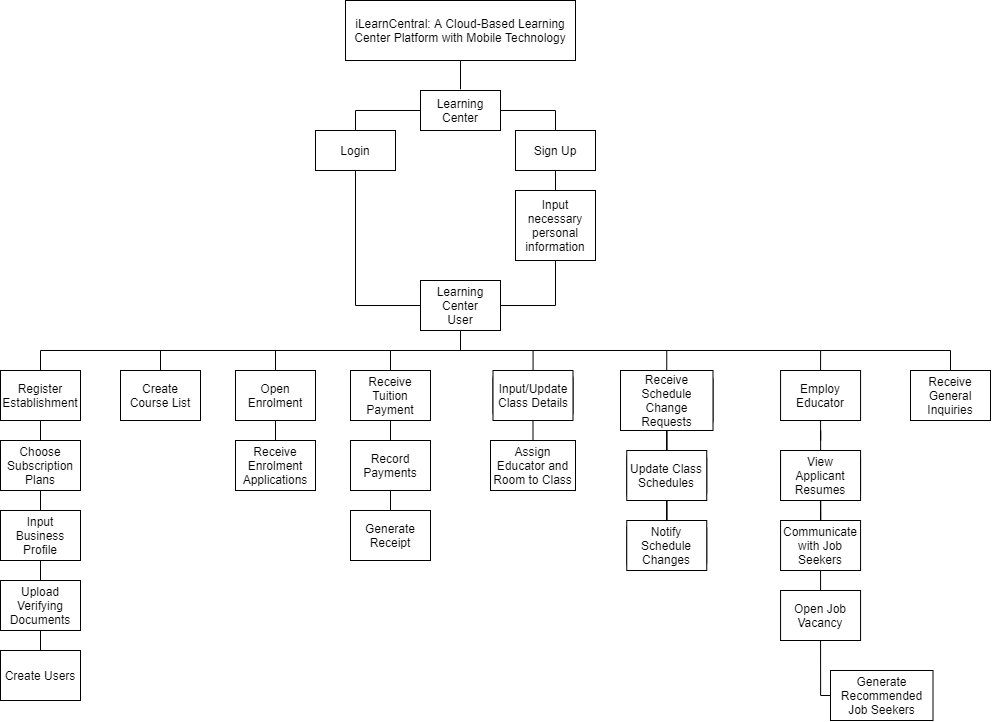 iLearnCentral: A Cloud-Based Learning
Center Platform with Mobile Technology
Learning
Center
Login
Sign Up
Input
necessary
personal
information
Learning
Center
User
Register
Establishment
Create
Course List
Open
Enrolment
Receive
Tuition
Payment
Input/Update
Class Details
Receive
Schedule
Change
Requests
Employ
Educator
Receive
General
Inquiries
Choose
Subscription
Plans
Receive
Enrolment
Applications
Record
Payments
Assign
Educator and
Room to Class
Update Class
Schedules
View
Applicant
Resumes
Input
Business
Profile
Generate
Receipt
Notify
Schedule
Changes
Communicate
with Job
Seekers
Upload
Verifying
Documents
Open Job
Vacancy
Create Users
Generate
Recommended
Job Seekers